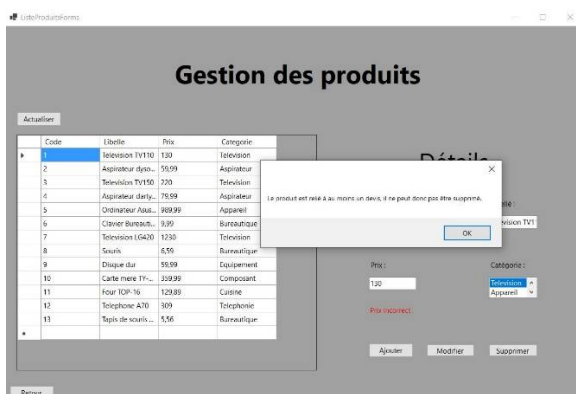 ListeProduitsForms
Gestion des produits
Actualiser
Code Libelle Prix Categorie
1 Television TV110 130 Television
2 Aspirateur dyso... 59,99 Aspirateur
3 Television TV150 220 Television
4 Aspirateur darty... 79,99 Aspirateur
5 Ordinateur Asus... 989,99 Appareil
6 Clavier Bureauti... 9,99 Bureautique
7 Television LG420 1230 Television
8 Souris 6,59 Bureautique
9 Disque dur 59,99 Equipement
10 Carte mere TY-... 359,99 Composant
11 Four TOP-16 129,89 Cuisine
12 Telephone A70 309 Telephonie
13 Tapis de souris ... 5,56 Bureautique
Détails
Le produit est relié à au moins un devis, il ne peut donc pas être supprimé.
OK
Prix :
Catégorie :
130
Television
Appareil
Prix incorrect
Ajouter
Modifier
Supprimer
Retour